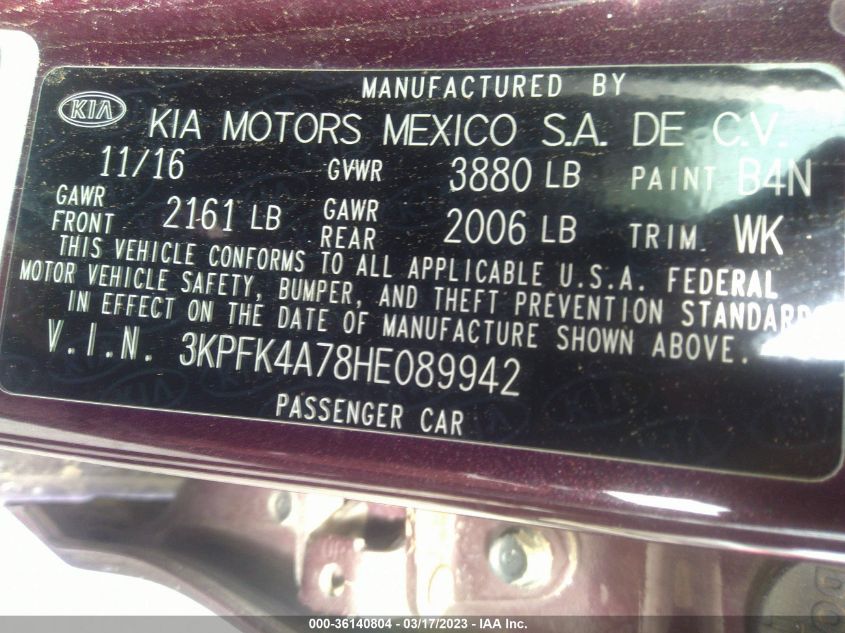 MANUFACTURED BY
KIA KIA MOTORS MEXICO S.A. DE C.V.
11/16 GVWR 3880 LB PAINT B4N
GAWR FRONT 2161 LB GAWR REAR 2006 LB TRIM WK
THIS VEHICLE CONFORMS TO ALL APPLICABLE U.S.A. FEDERAL
MOTOR VEHICLE SAFETY, BUMPER, AND THEFT PREVENTION STANDARDS
IN EFFECT ON THE DATE OF MANUFACTURE SHOWN ABOVE.
V.I.N. 3KPFK4A78HE089942
PASSENGER CAR
000-36140804 - 03/17/2023 - IAA Inc.